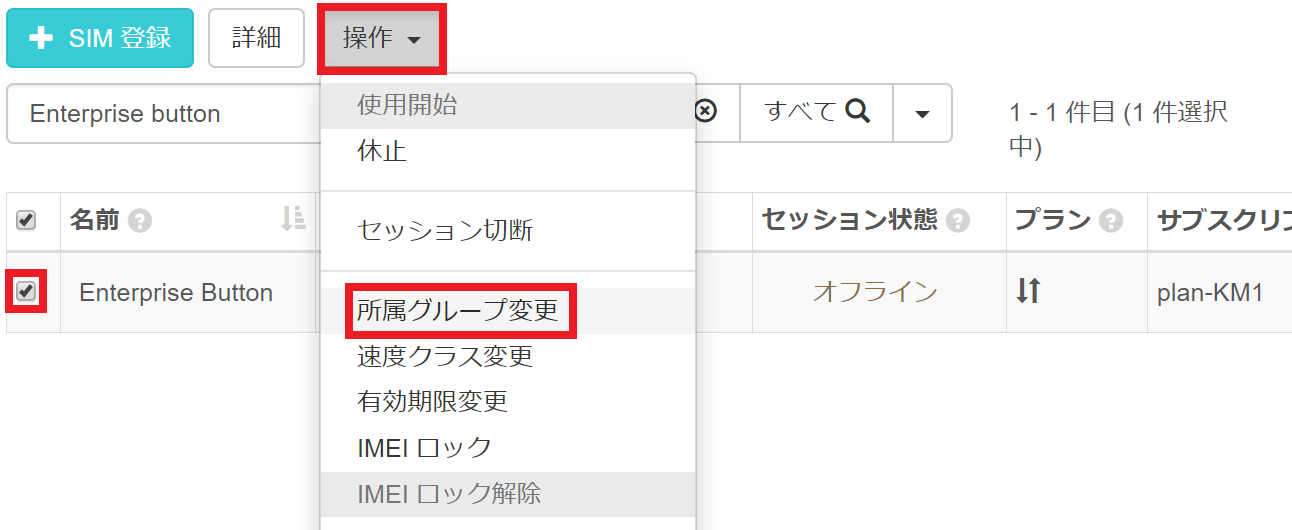 SIM 登録
詳細
操作
Enterprise button
すべて
1 - 1 件目 (1 件選択
中)
使用開始
休止
セッション切断
所属グループ変更
速度クラス変更
有効期限変更
IMEI ロック
IMEI ロック解除
名前 ?
セッション状態 ?
プラン ?
サブスクリプ
Enterprise Button
オフライン
plan-KM1